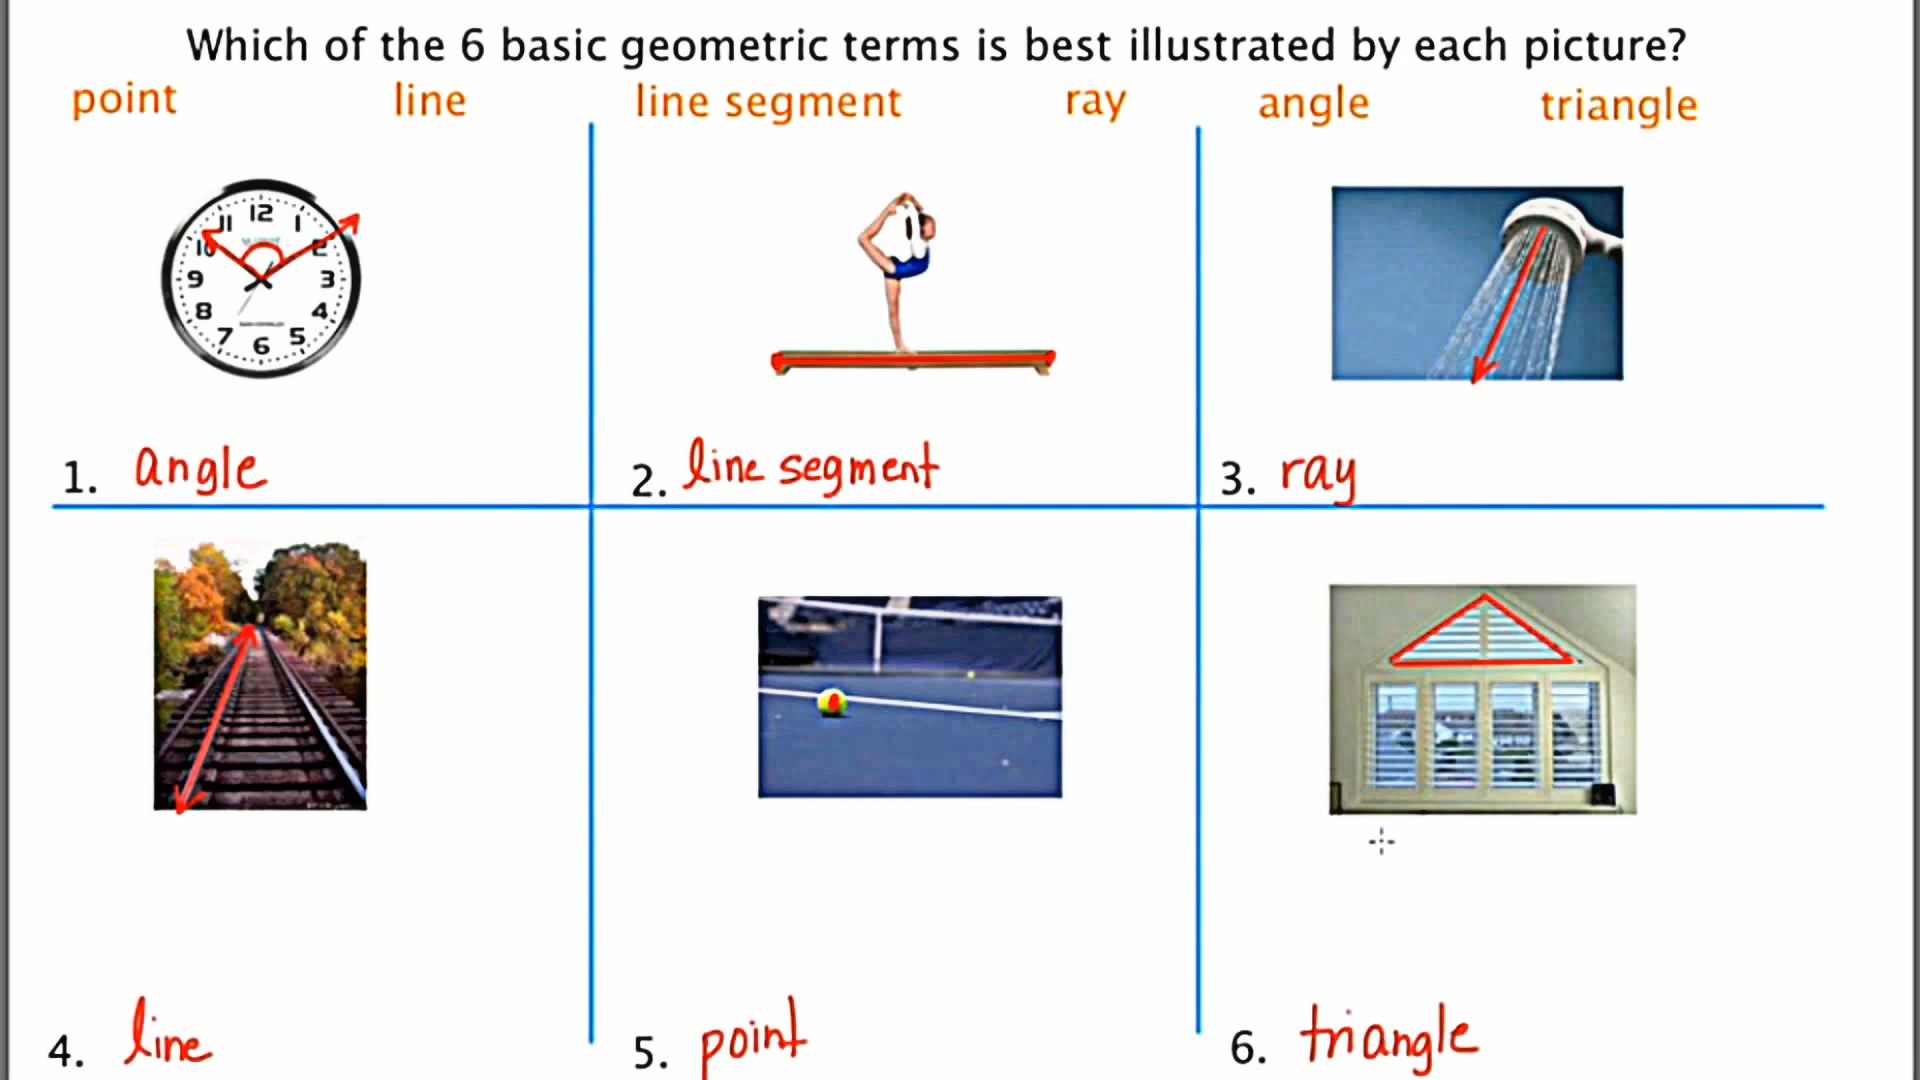 Which of the 6 basic geometric terms is best illustrated by each picture?
point line line segment ray angle triangle
12
11 1
10 2
9 3
8 4
7 5
6
1. angle
2. line segment
3. ray
4. line
5. point
6. triangle